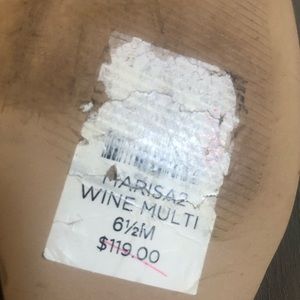 MARISA2
WINE MULTI
6½M
$119.00